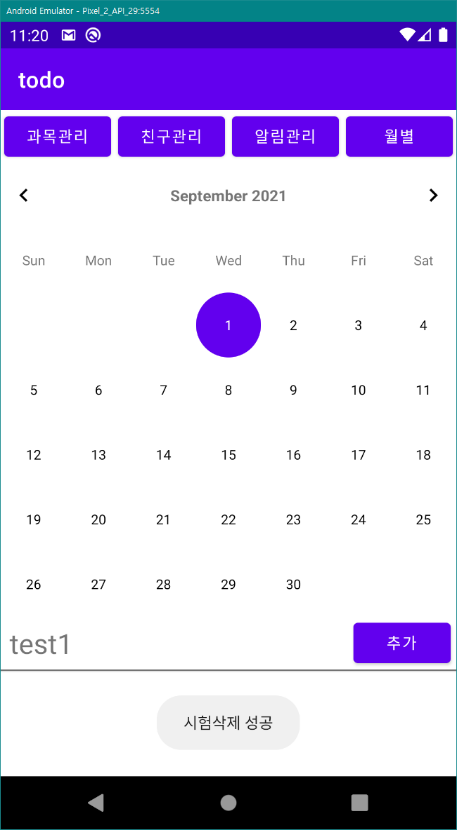 Android Emulator - Pixel_2_API_29:5554
11:20
todo
과목관리 친구관리 알림관리 월별
September 2021
Sun Mon Tue Wed Thu Fri Sat
1 2 3 4
5 6 7 8 9 10 11
12 13 14 15 16 17 18
19 20 21 22 23 24 25
26 27 28 29 30
test1 추가
시험삭제 성공